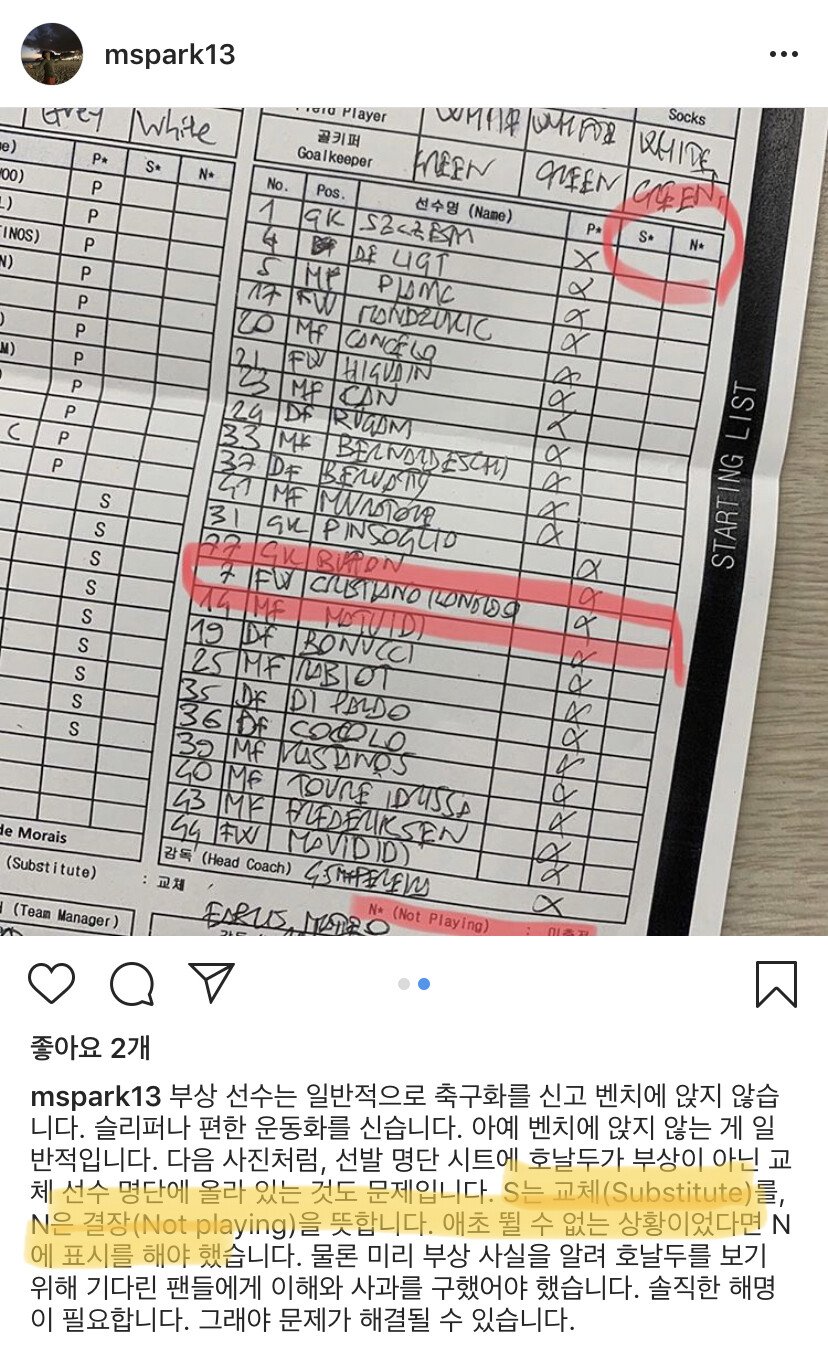 mspark13
Grey White
Field Player WHITE WHITE
Socks WHITE
골키퍼
Goalkeeper GREEN GREEN GREEN
P* S* N*
No. Pos. 선수명 (Name) P* S* N*
P
P
P
P
P
P
P
P
P
C P
P
S
S
S
S
S
S
S
S
S
1 GK SZCZESN
4 DE LIGT X
5 MF PJANIC X
17 FW MANDZUKIC X
20 MF CANCELO X
21 FW HIGUAIN X
23 MF CAN X
24 DF RUGANI X
33 MF BERNARDESCHI X
37 DF X
41 MF MURATORE X
31 GK PINSOGLIO X
77 GK BUFFON X
7 FW CRISTIANO RONALDO X
14 MF MATUIDI X
19 DF BONUCCI X
25 MF RABIOT X
35 DF DI PARDO X
36 DF COCCOLO X
39 MF KASTANOS X
40 MF TOURE IDRISSA X
43 MF FREDERIKSEN X
44 FW MAVIDIDI X
감독 (Head Coach)
de Morais
(Substitute) : 교체
(Team Manager)
N* (Not Playing) : 미출전
STARTING LIST
좋아요 2개
mspark13 부상 선수는 일반적으로 축구화를 신고 벤치에 앉지 않습
니다. 슬리퍼나 편한 운동화를 신습니다. 아예 벤치에 앉지 않는 게 일
반적입니다. 다음 사진처럼, 선발 명단 시트에 호날두가 부상이 아닌 교
체 선수 명단에 올라 있는 것도 문제입니다. S는 교체(Substitute)를,
N은 결장(Not playing)을 뜻합니다. 애초 뛸 수 없는 상황이었다면 N
에 표시를 해야 했습니다. 물론 미리 부상 사실을 알려 호날두를 보기
위해 기다린 팬들에게 이해와 사과를 구했어야 했습니다. 솔직한 해명
이 필요합니다. 그래야 문제가 해결될 수 있습니다.